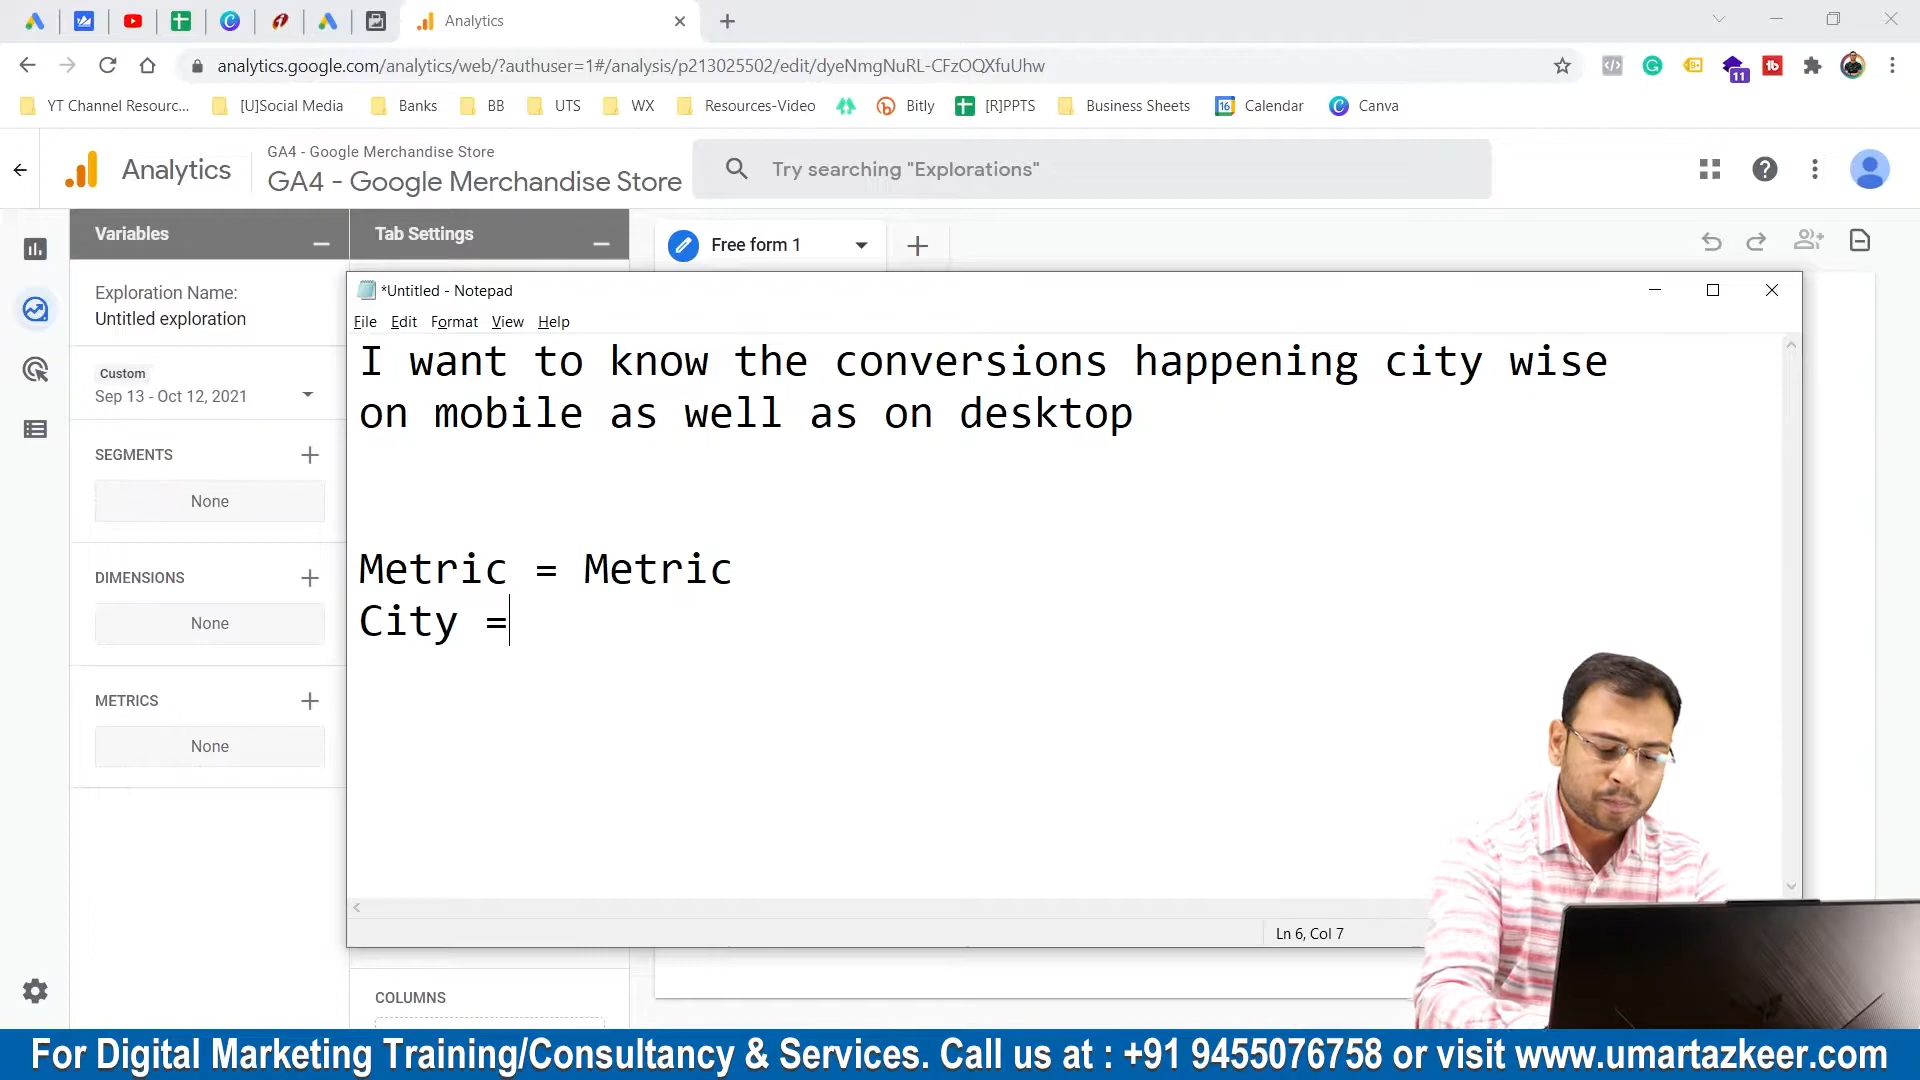 Analytics
analytics.google.com/analytics/web/?authuser=1#/analysis/p213025502/edit/dyeNmgNuRL-CFzOQXfuUhw
11
YT Channel Resourc...
[U]Social Media
Banks
BB
UTS
WX
Resources-Video
Bitly
[R]PPTS
Business Sheets
16
Calendar
Canva
Analytics
GA4 - Google Merchandise Store
GA4 - Google Merchandise Store
Try searching "Explorations"
Variables
Tab Settings
Free form 1
Exploration Name:
Untitled exploration
Custom
Sep 13 - Oct 12, 2021
SEGMENTS
None
DIMENSIONS
None
METRICS
None
*Untitled - Notepad
File Edit Format View Help
I want to know the conversions happening city wise
on mobile as well as on desktop
Metric = Metric
City =
Ln 6, Col 7
COLUMNS
For Digital Marketing Training/Consultancy & Services. Call us at : +91 9455076758 or visit www.umartazkeer.com